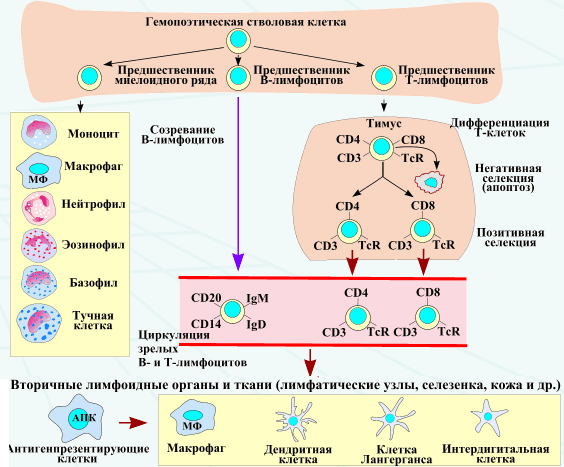 Гемопоэтическая стволовая клетка
Предшественник
миелоидного ряда
Предшественник
В-лимфоцитов
Предшественник
Т-лимфоцитов
Моноцит
Макрофаг
МФ
Нейтрофил
Эозинофил
Базофил
Тучная
клетка
Созревание
В-лимфоцитов
Тимус
CD4
CD8
CD3
TcR
Дифференциация
Т-клеток
Негативная
селекция
(апоптоз)
CD4
CD3
TcR
CD8
CD3
TcR
Позитивная
селекция
CD20
IgM
CD14
IgD
CD4
CD3
TcR
CD8
CD3
TcR
Циркуляция
зрелых
В- и Т-лимфоцитов
Вторичные лимфоидные органы и ткани (лимфатические узлы, селезенка, кожа и др.)
АПК
Антигенпрезентирующие
клетки
МФ
Макрофаг
Дендритная
клетка
Клетка
Лангерганса
Интердигитальная
клетка